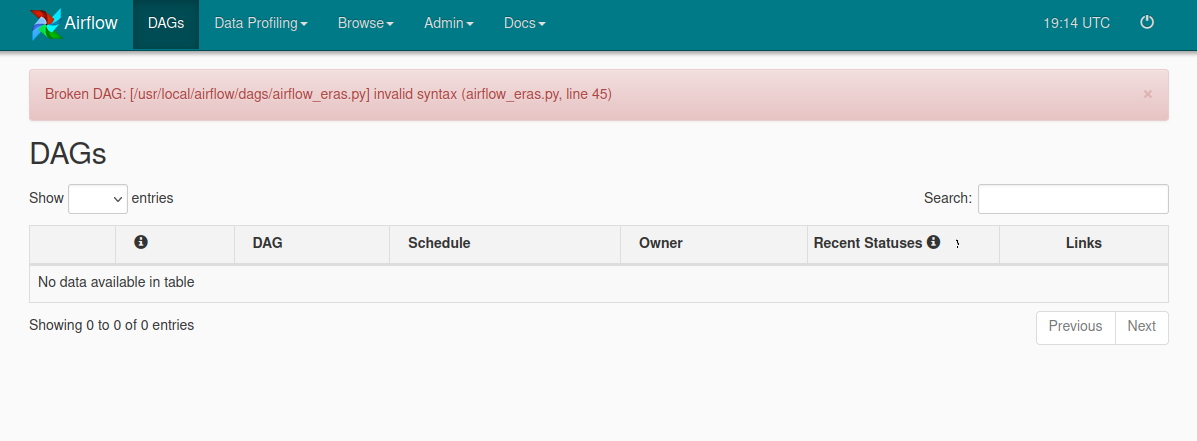 Airflow DAGs Data Profiling Browse Admin Docs 19:14 UTC
Broken DAG: [/usr/local/airflow/dags/airflow_eras.py] invalid syntax (airflow_eras.py, line 45) ×
DAGs
Show entries Search:
DAG Schedule Owner Recent Statuses Links
No data available in table
Showing 0 to 0 of 0 entries Previous Next